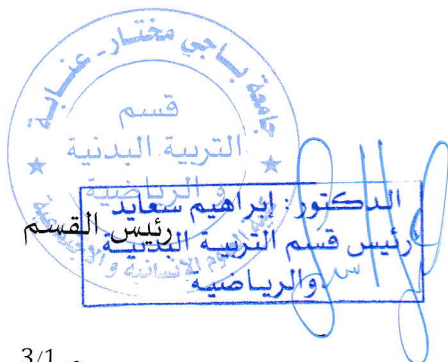 جامعة باجي مختار - عنابة
قسم
التربية البدنية
و الرياضية
الدكتور: إبراهيم سعايد
رئيس قسم التربية البدنية
والرياضية
رئيس القسم
ص 3/1